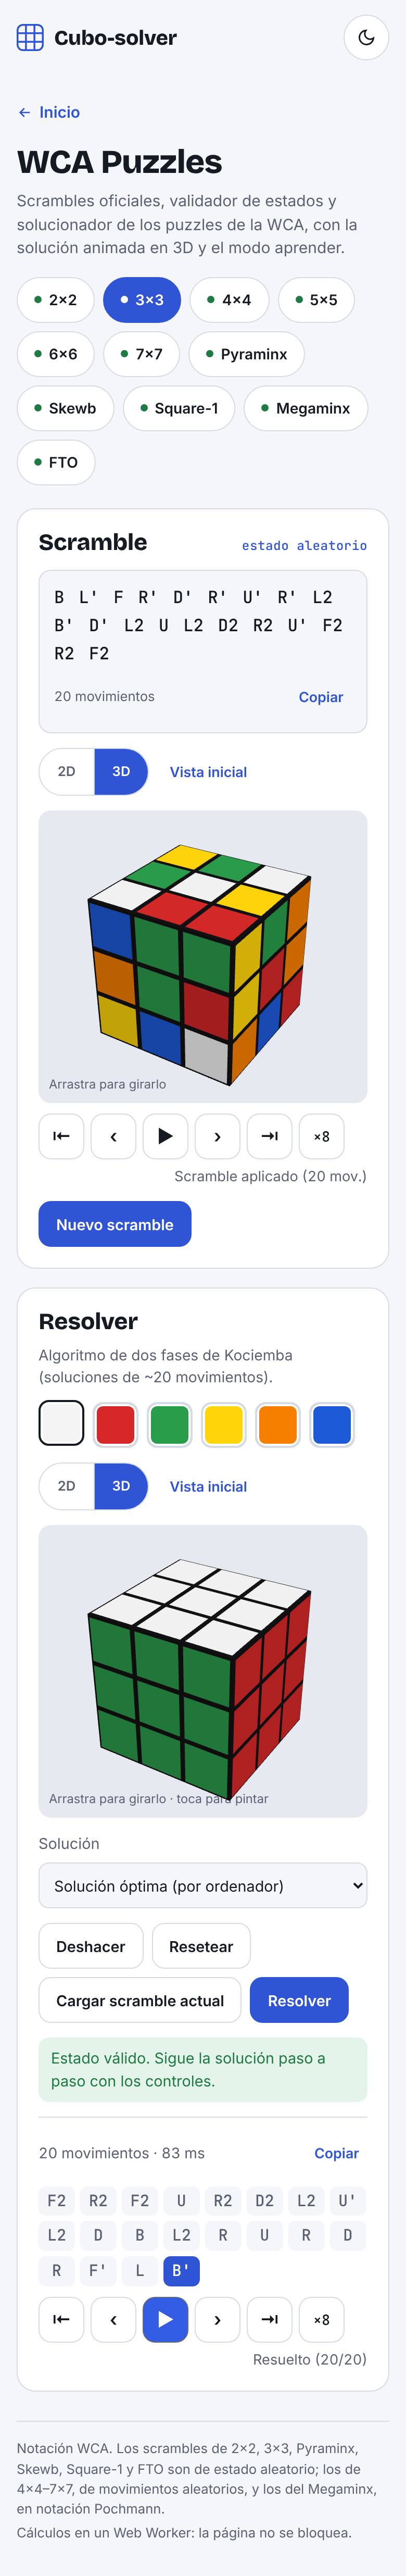 Cubo-solver
← Inicio
WCA Puzzles
Scrambles oficiales, validador de estados y
solucionador de los puzzles de la WCA, con la
solución animada en 3D y el modo aprender.
2×2 3×3 4×4 5×5
6×6 7×7 Pyraminx
Skewb Square-1 Megaminx
FTO
Scramble estado aleatorio
B L' F R' D' R' U' R' L2
B' D' L2 U L2 D2 R2 U' F2
R2 F2
20 movimientos Copiar
2D 3D Vista inicial
Arrastra para girarlo
×8
Scramble aplicado (20 mov.)
Nuevo scramble
Resolver
Algoritmo de dos fases de Kociemba
(soluciones de ~20 movimientos).
2D 3D Vista inicial
Arrastra para girarlo · toca para pintar
Solución
Solución óptima (por ordenador)
Deshacer Resetear
Cargar scramble actual Resolver
Estado válido. Sigue la solución paso a
paso con los controles.
20 movimientos · 83 ms Copiar
F2 R2 F2 U R2 D2 L2 U'
L2 D B L2 R U R D
R F' L B'
×8
Resuelto (20/20)
Notación WCA. Los scrambles de 2×2, 3×3, Pyraminx,
Skewb, Square-1 y FTO son de estado aleatorio; los de
4×4–7×7, de movimientos aleatorios, y los del Megaminx,
en notación Pochmann.
Cálculos en un Web Worker: la página no se bloquea.